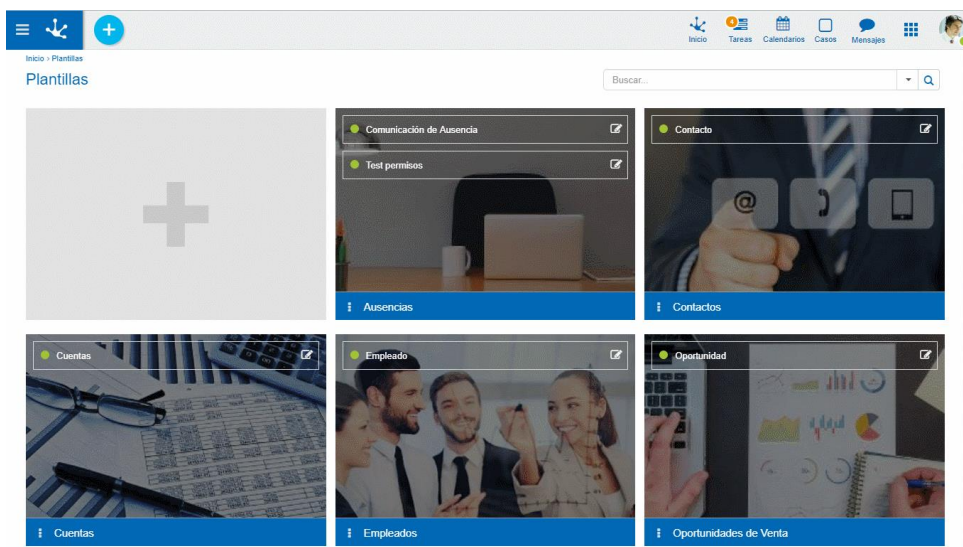 4
Inicio
Tareas
Calendarios
Casos
Mensajes
Inicio › Plantillas
Plantillas
Buscar...
Comunicación de Ausencia
Test permisos
Ausencias
Contacto
@
Contactos
Cuentas
Cuentas
Empleado
Empleados
Oportunidad
Oportunidades de Venta